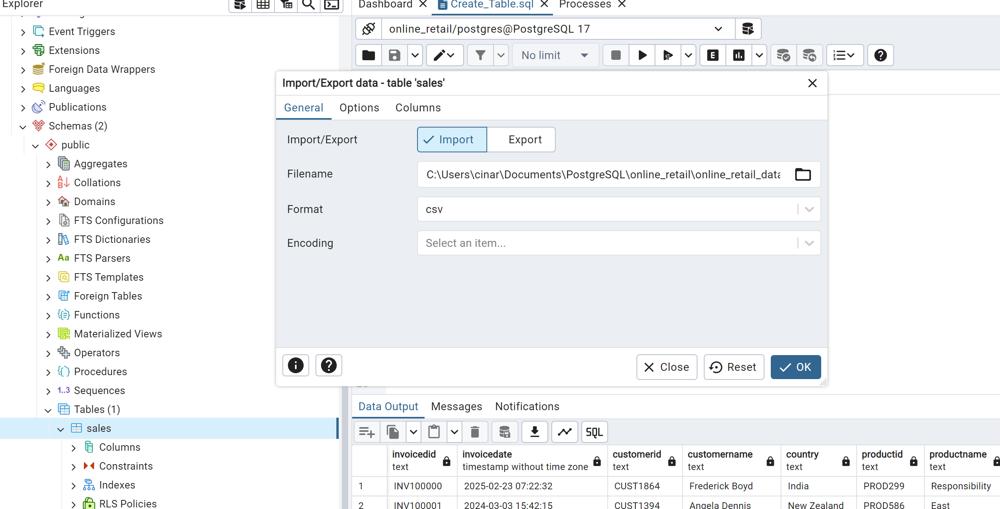 Explorer
Dashboard
Create_Table.sql
Processes
Event Triggers
Extensions
Foreign Data Wrappers
Languages
Publications
Schemas (2)
public
Aggregates
Collations
Domains
FTS Configurations
FTS Dictionaries
Aa FTS Parsers
FTS Templates
Foreign Tables
Functions
Materialized Views
Operators
Procedures
1..3 Sequences
Tables (1)
sales
Columns
Constraints
Indexes
RLS Policies
online_retail/postgres@PostgreSQL 17
No limit
E
Import/Export data - table 'sales'
General Options Columns
Import/Export Import Export
Filename C:\Users\cinar\Documents\PostgreSQL\online_retail\online_retail_data
Format csv
Encoding Select an item...
Close Reset OK
Data Output Messages Notifications
SQL
invoicedid invoicedate customerid customername country productid productname
text timestamp without time zone text text text text text
1 INV100000 2025-02-23 07:22:32 CUST1864 Frederick Boyd India PROD299 Responsibility
2 INV100001 2024-03-03 15:42:15 CUST1394 Angela Dennis New Zealand PROD586 East